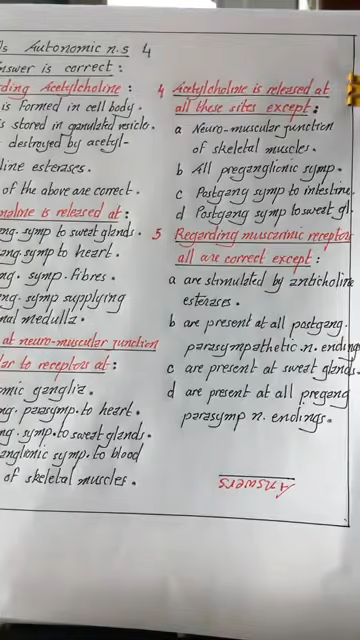 Qs Autonomic n.s 4
answer is correct :
rding Acetylcholine :
is formed in cell body.
s stored in granulated vesicle.
destroyed by acetyl-
line esterases.
of the above are correct.
naline is released at :
ng. symp to sweat glands.
ang. symp to heart.
ng. symp. fibres.
ng. symp supplying
nal medulla.
at neuro-muscular junction
lar to receptors at :
mic ganglia.
ng. parasymp. to heart.
ng. symp. to sweat glands.
anglionic symp. to blood
of skeletal muscles.
4 Acetylcholine is released at
all these sites except :
a Neuro-muscular junction
of skeletal muscles.
b All preganglionic symp.
c Postgang symp to intestine.
d Postgang symp to sweat gl.
5 Regarding muscarinic receptor
all are correct except :
a are stimulated by anticholine
esterases.
b are present at all postgang.
parasympathetic n. ending
c are present at sweat glands.
d are present at all pregang
parasymp n. endings.
Answers